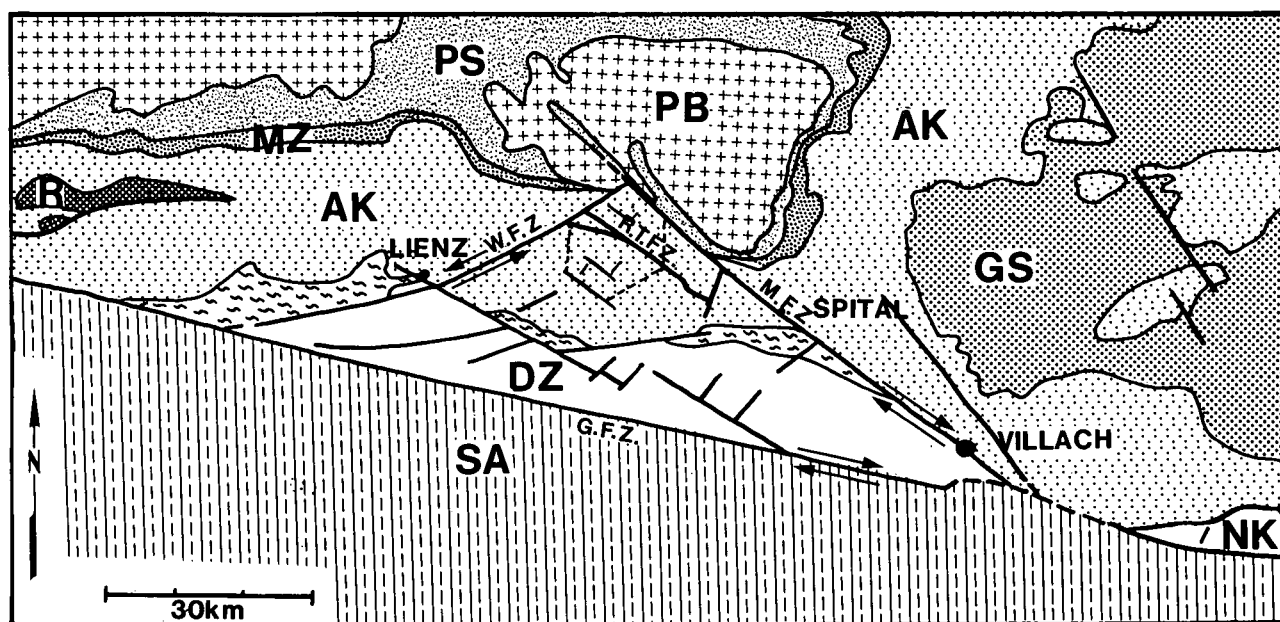 PS
PB
AK
MZ
R
AK
LIENZ
W.F.Z
R.T.F.Z
GS
M.F.Z
SPITAL
DZ
G.F.Z.
VILLACH
SA
N
NK
30km